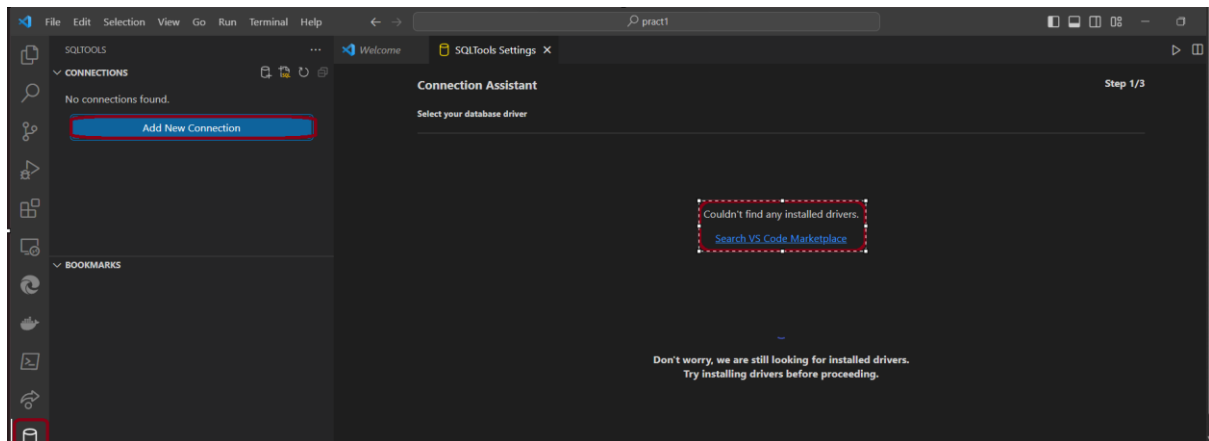 File Edit Selection View Go Run Terminal Help
pract1
SQLTOOLS
Welcome
SQLTools Settings
CONNECTIONS
No connections found.
Add New Connection
Connection Assistant
Step 1/3
Select your database driver
Couldn't find any installed drivers.
Search VS Code Marketplace
BOOKMARKS
Don't worry, we are still looking for installed drivers.
Try installing drivers before proceeding.